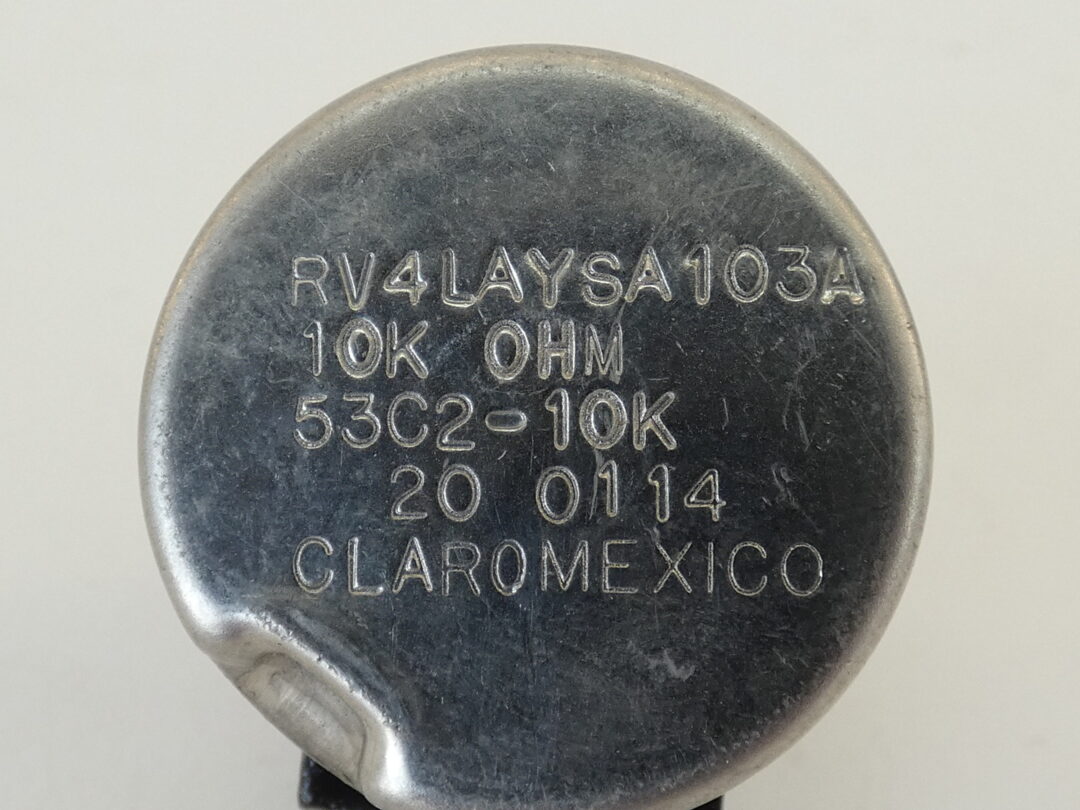 RV4LAYSA103A
10K OHM
53C2-10K
20 0114
CLAROMEXICO